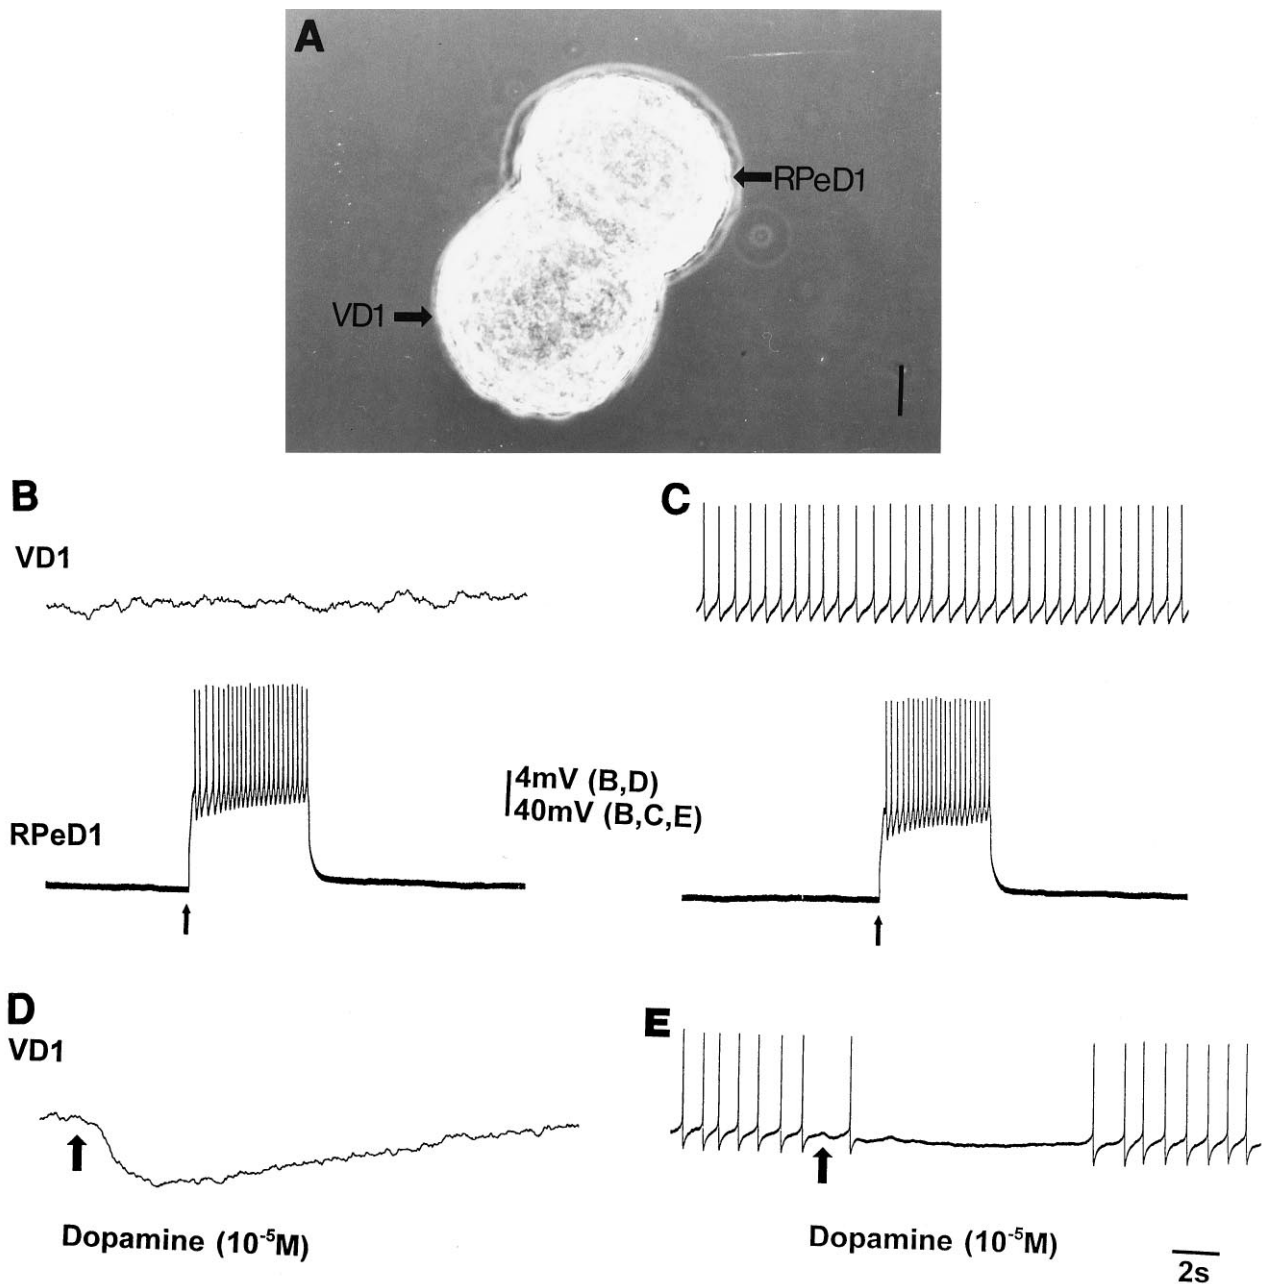 A
RPeD1
VD1
B
VD1
C
4mV (B,D)
40mV (B,C,E)
RPeD1
D
VD1
E
Dopamine (10⁻⁵M)
Dopamine (10⁻⁵M)
2s